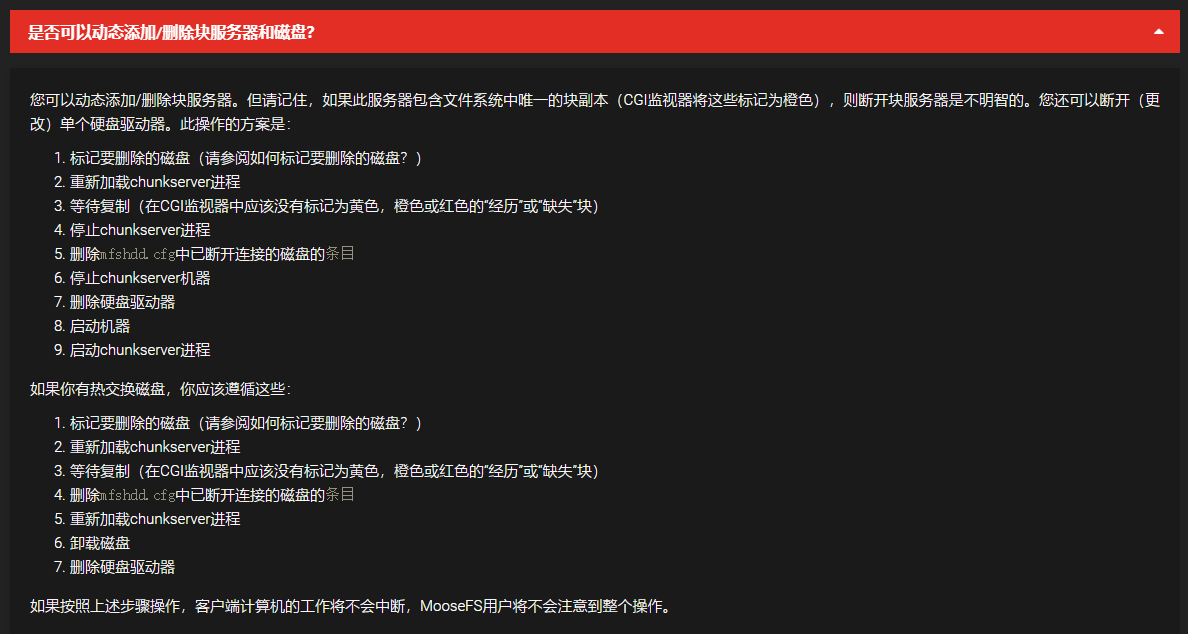 是否可以动态添加/删除块服务器和磁盘?
您可以动态添加/删除块服务器。但请记住，如果此服务器包含文件系统中唯一的块副本（CGI监视器将这些标记为橙色），则断开块服务器是不明智的。您还可以断开（更
改）单个硬盘驱动器。此操作的方案是：
1. 标记要删除的磁盘（请参阅如何标记要删除的磁盘？）
2. 重新加载chunkserver进程
3. 等待复制（在CGI监视器中应该没有标记为黄色，橙色或红色的“经历”或“缺失”块）
4. 停止chunkserver进程
5. 删除mfshdd.cfg中已断开连接的磁盘的条目
6. 停止chunkserver机器
7. 删除硬盘驱动器
8. 启动机器
9. 启动chunkserver进程
如果你有热交换磁盘，你应该遵循这些：
1. 标记要删除的磁盘（请参阅如何标记要删除的磁盘？）
2. 重新加载chunkserver进程
3. 等待复制（在CGI监视器中应该没有标记为黄色，橙色或红色的“经历”或“缺失”块）
4. 删除mfshdd.cfg中已断开连接的磁盘的条目
5. 重新加载chunkserver进程
6. 卸载磁盘
7. 删除硬盘驱动器
如果按照上述步骤操作，客户端计算机的工作将不会中断，MooseFS用户将不会注意到整个操作。